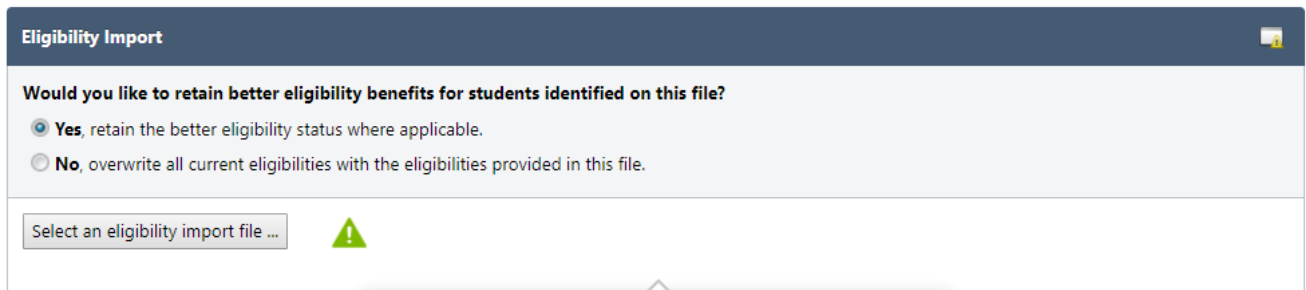 Eligibility Import
Would you like to retain better eligibility benefits for students identified on this file?
Yes, retain the better eligibility status where applicable.
No, overwrite all current eligibilities with the eligibilities provided in this file.
Select an eligibility import file ...